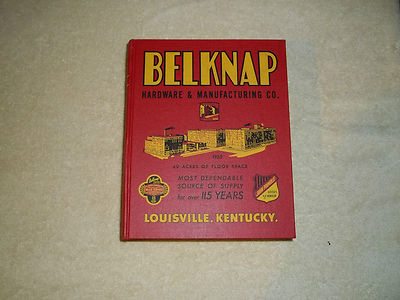 BELKNAP
HARDWARE & MANUFACTURING CO.
40 ACRES OF FLOOR SPACE
MOST DEPENDABLE
SOURCE OF SUPPLY
for over 115 YEARS
LOUISVILLE, KENTUCKY.